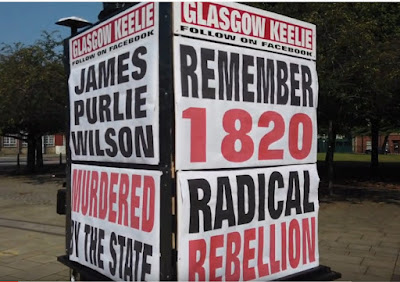 GLASGOW KEELIE
FOLLOW ON FACEBOOK
JAMES
PURLIE
WILSON
MURDERED
BY THE STATE
GLASGOW KEELIE
FOLLOW ON FACEBOOK
REMEMBER
1820
RADICAL
REBELLION